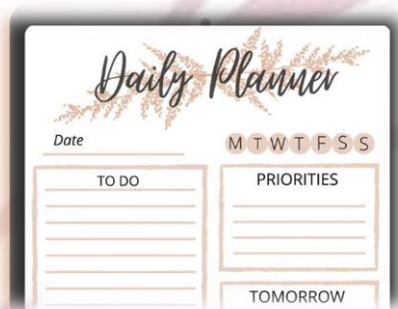 Daily Planner
Date
M T W T F S S
TO DO
PRIORITIES
TOMORROW